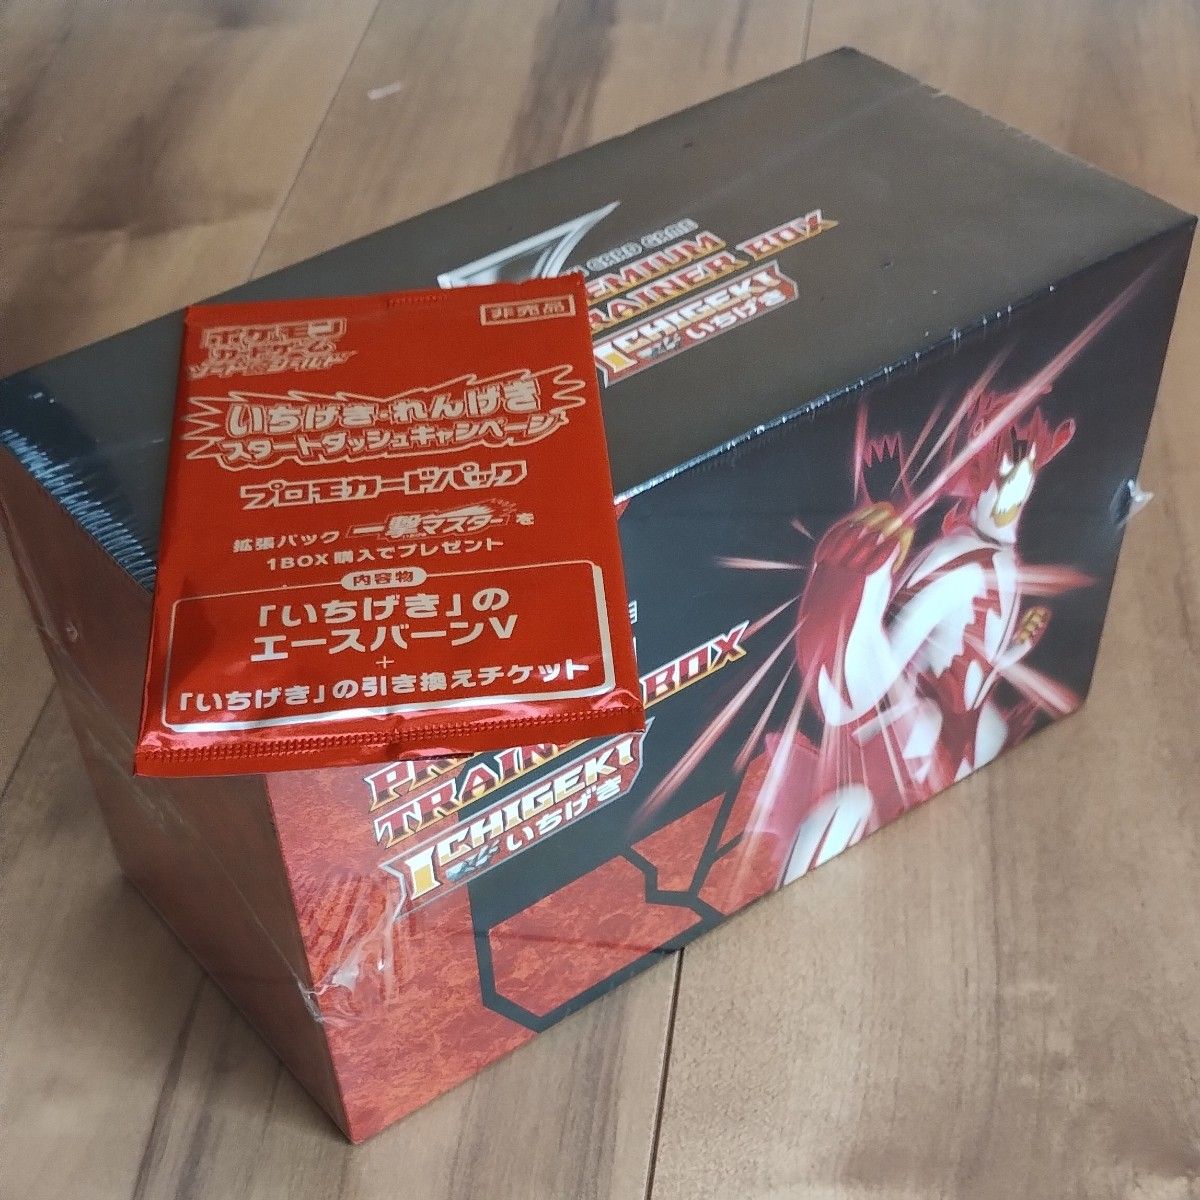 CARD GAME
PREMIUM
TRAINER BOX
ICHIGEKI
いちげき
非売品
ポケモン
カードゲーム
ソード&シールド
いちげき・れんげき
スタートダッシュキャンペーン
プロモカードパック
拡張パック 一撃マスター を
1BOX 購入でプレゼント
内容物
「いちげき」の
エースバーンV
+
「いちげき」の引き換えチケット
BOX
TRAIN
ICHIGEKI
いちげき